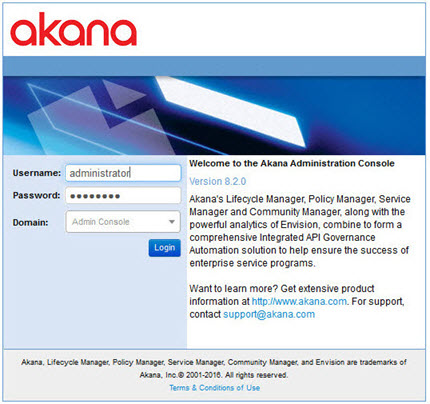 akana
Username: administrator
Password: ●●●●●●●●
Domain: Admin Console
Login
Welcome to the Akana Administration Console
Version 8.2.0
Akana's Lifecycle Manager, Policy Manager, Service
Manager and Community Manager, along with the
powerful analytics of Envision, combine to form a
comprehensive Integrated API Governance
Automation solution to help ensure the success of
enterprise service programs.
Want to learn more? Get extensive product
information at http://www.akana.com. For support,
contact support@akana.com
Akana, Lifecycle Manager, Policy Manager, Service Manager, Community Manager, and Envision are trademarks of
Akana, Inc.® 2001-2016. All rights reserved.
Terms & Conditions of Use